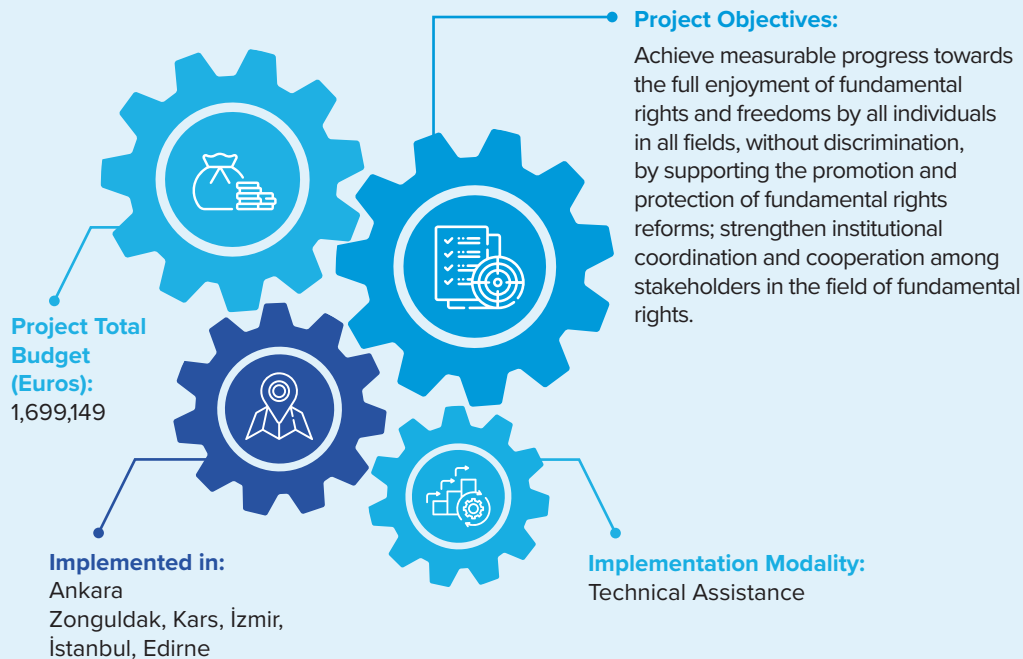 Project Objectives:
Achieve measurable progress towards
the full enjoyment of fundamental
rights and freedoms by all individuals
in all fields, without discrimination,
by supporting the promotion and
protection of fundamental rights
reforms; strengthen institutional
coordination and cooperation among
stakeholders in the field of fundamental
rights.
Project Total
Budget
(Euros):
1,699,149
Implemented in:
Ankara
Zonguldak, Kars, İzmir,
İstanbul, Edirne
Implementation Modality:
Technical Assistance